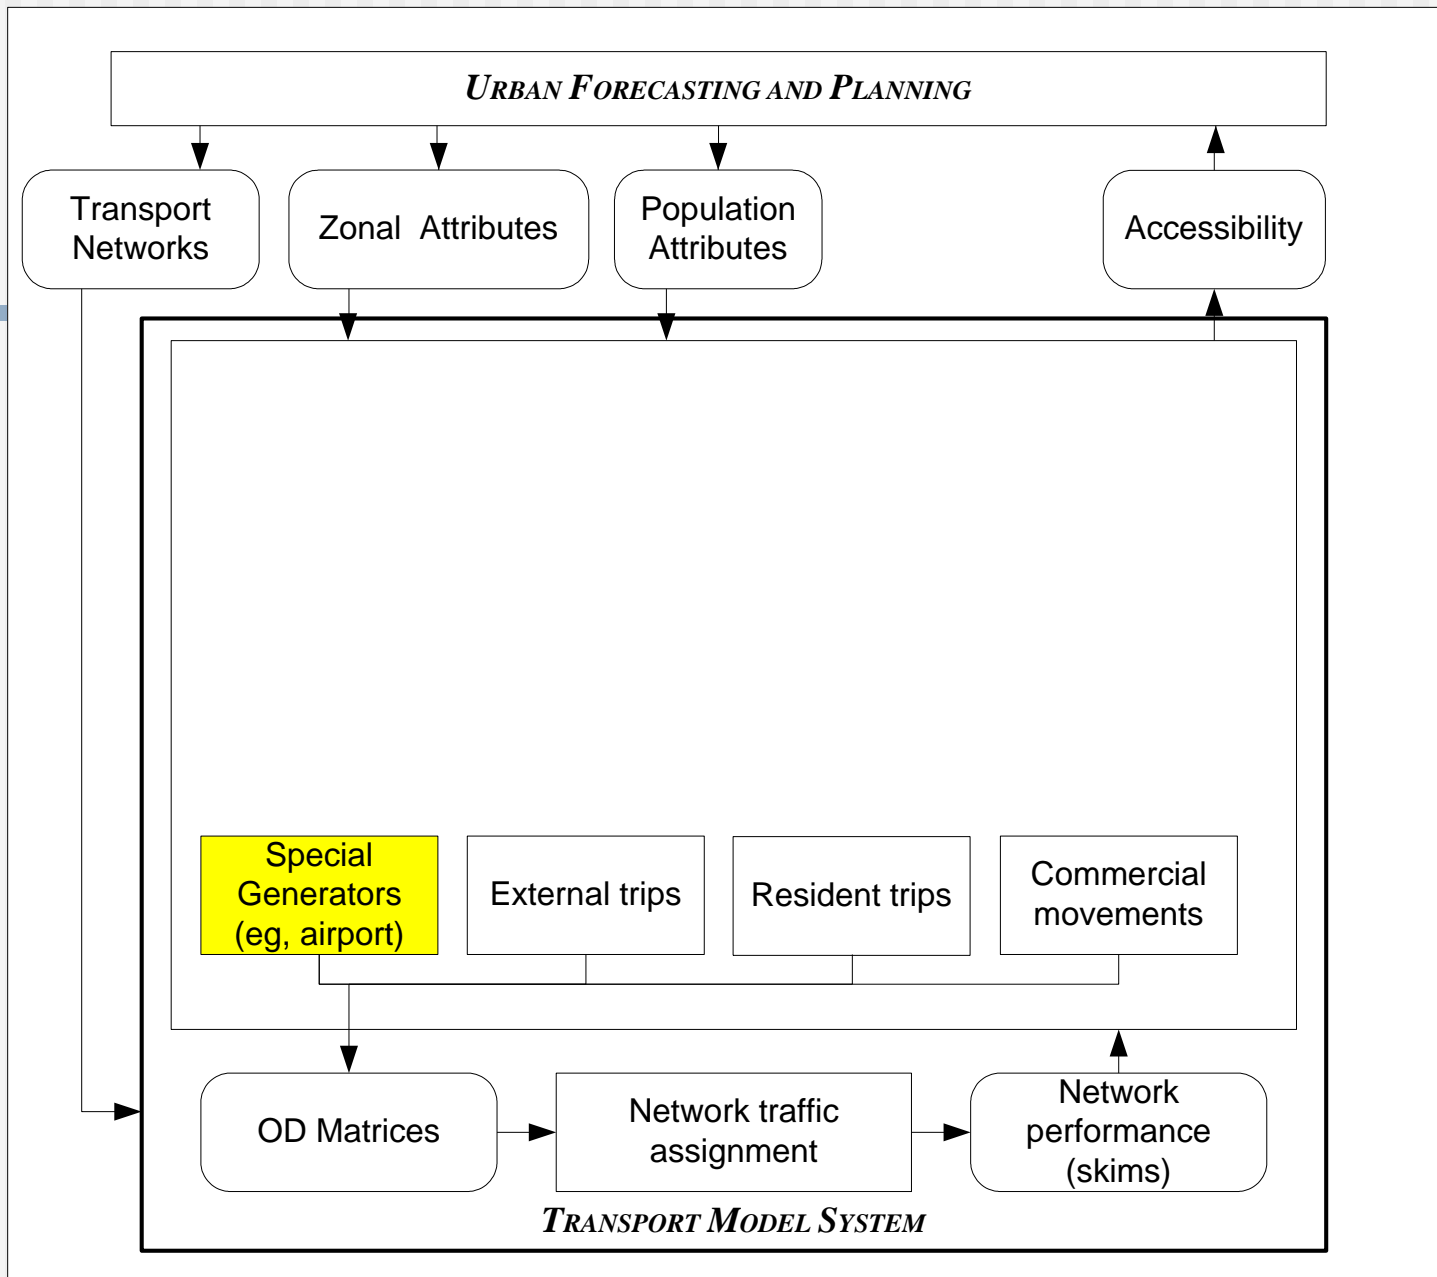 URBAN FORECASTING AND PLANNING
Transport
Networks
Zonal Attributes
Population
Attributes
Accessibility
Special
Generators
(eg, airport)
External trips
Resident trips
Commercial
movements
OD Matrices
Network traffic
assignment
Network
performance
(skims)
TRANSPORT MODEL SYSTEM